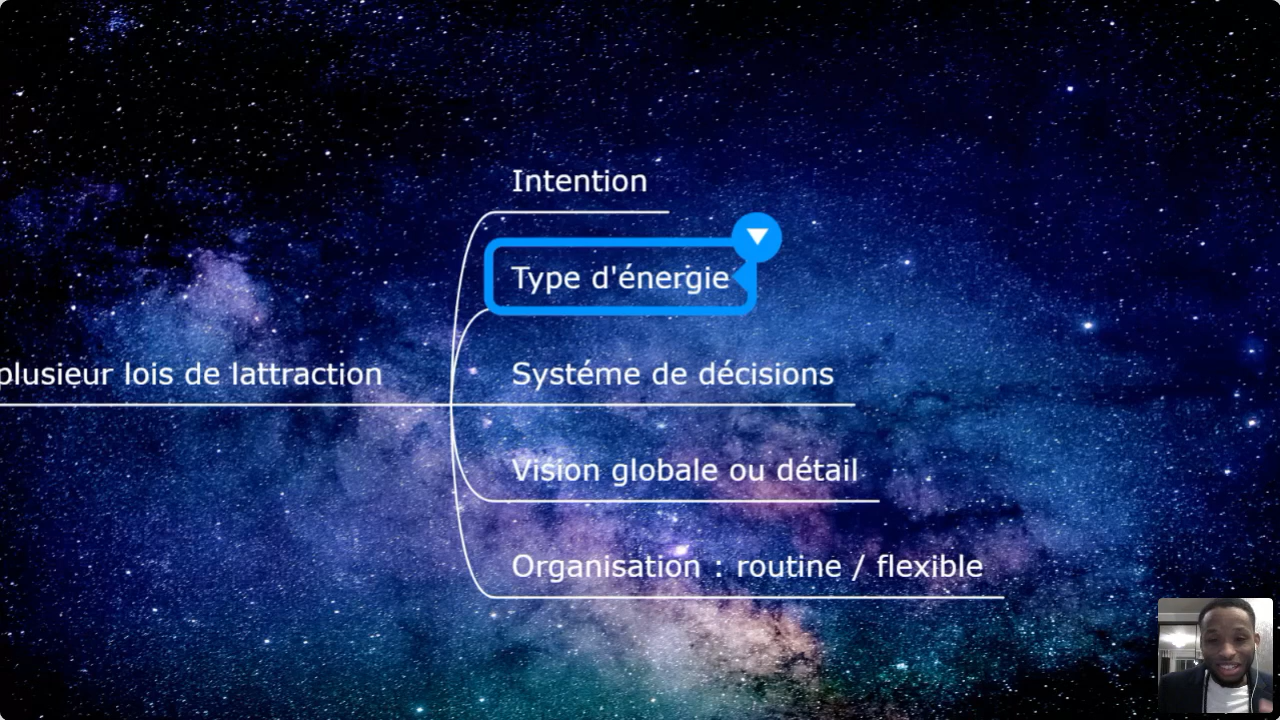 Intention
Type d'énergie
plusieur lois de lattraction
Systéme de décisions
Vision globale ou détail
Organisation : routine / flexible